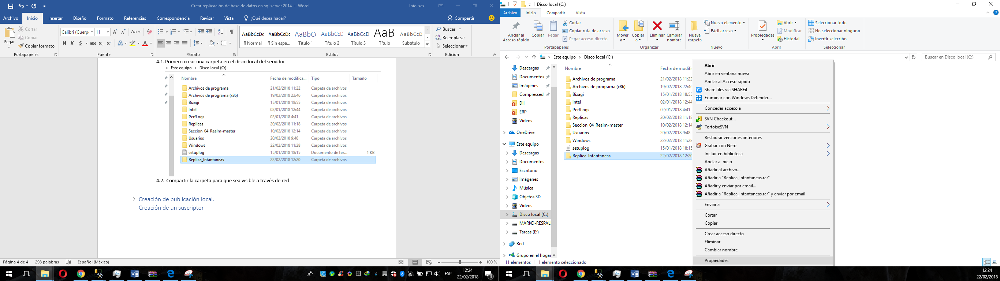 Crear replicación de base de datos en sql server 2014 - Word
Inic. ses.
Archivo Inicio Insertar Diseño Formato Referencias Correspondencia Revisar Vista ¿Qué desea hacer? Compartir
Pegar
Cortar
Copiar
Copiar formato
Portapapeles
Calibri (Cuerp 11
N K S abc x₂ x²
Fuente
Párrafo
AaBbCcDc AaBbCcDc AaBbCc AaBbCcC AaBbCcD AaB AaBbCcD
¶ Normal ¶ Sin espa... Título 1 Título 2 Título 3 Título Subtítulo
Estilos
Buscar
Reemplazar
Seleccionar
Edición
4.1. Primero crear una carpeta en el disco local del servidor
Este equipo > Disco local (C:)
Nombre Fecha de modifica... Tipo Tamaño
Archivos de programa 21/02/2018 11:22 Carpeta de archivos
Archivos de programa (x86) 19/02/2018 22:46 Carpeta de archivos
Bizagi 15/01/2018 18:55 Carpeta de archivos
Intel 02/01/2018 12:44 Carpeta de archivos
PerfLogs 02/01/2018 4:41 Carpeta de archivos
Replicas 20/02/2018 11:18 Carpeta de archivos
Seccion_04_Realm-master 10/02/2018 12:14 Carpeta de archivos
Usuarios 20/02/2018 9:48 Carpeta de archivos
Windows 22/02/2018 11:28 Carpeta de archivos
setuplog 15/01/2018 18:15 Documento de tex... 1 KB
Replica_Intantaneas 22/02/2018 12:20 Carpeta de archivos
4.2. Compartir la carpeta para que sea visible a través de red
Creación de publicación local.
Creación de un suscriptor
Página 4 de 4 298 palabras Español (México) 100 %
ESP
12:24
22/02/2018
11
Disco local (C:)
Archivo Inicio Compartir Vista
Anclar al
Acceso rápido
Copiar
Pegar
Cortar
Copiar ruta de acceso
Pegar acceso directo
Portapapeles
Mover
a
Copiar
a
Eliminar
Cambiar
nombre
Organizar
Nueva
carpeta
Nuevo elemento
Fácil acceso
Nuevo
Propiedades
Abrir
Modificar
Historial
Abrir
Seleccionar todo
No seleccionar ninguno
Invertir selección
Seleccionar
Este equipo > Disco local (C:)
Buscar en Disco local (C:)
Descargas
Documentos
Imágenes
Compressed
Dll
ERP
Vídeos
OneDrive
Este equipo
Descargas
Documentos
Escritorio
Imágenes
Música
Objetos 3D
Vídeos
Disco local (C:)
MARKO-RESPAL
Tareas (E:)
Red
Grupo en el hogar
Nombre Fecha de modifi
Archivos de programa 21/02/2018 11:22
Archivos de programa (x86) 19/02/2018 22:46
Bizagi 15/01/2018 18:55
Intel 02/01/2018 12:44
PerfLogs 02/01/2018 4:41
Replicas 20/02/2018 11:18
Seccion_04_Realm-master 10/02/2018 12:14
Usuarios 20/02/2018 9:48
Windows 22/02/2018 11:28
setuplog 15/01/2018 18:15
Replica_Intantaneas 22/02/2018 12:20
Abrir
Abrir en ventana nueva
Anclar al Acceso rápido
Share files via SHAREit
Examinar con Windows Defender...
Conceder acceso a
SVN Checkout...
TortoiseSVN
Restaurar versiones anteriores
Grabar con Nero
Incluir en biblioteca
Anclar a Inicio
Añadir al archivo...
Añadir a "Replica_Intantaneas.rar"
Añadir y enviar por email...
Añadir a "Replica_Intantaneas.rar" y enviar por email
Enviar a
Cortar
Copiar
Crear acceso directo
Eliminar
Cambiar nombre
Propiedades
11 elementos 1 elemento seleccionado
12:24
22/02/2018